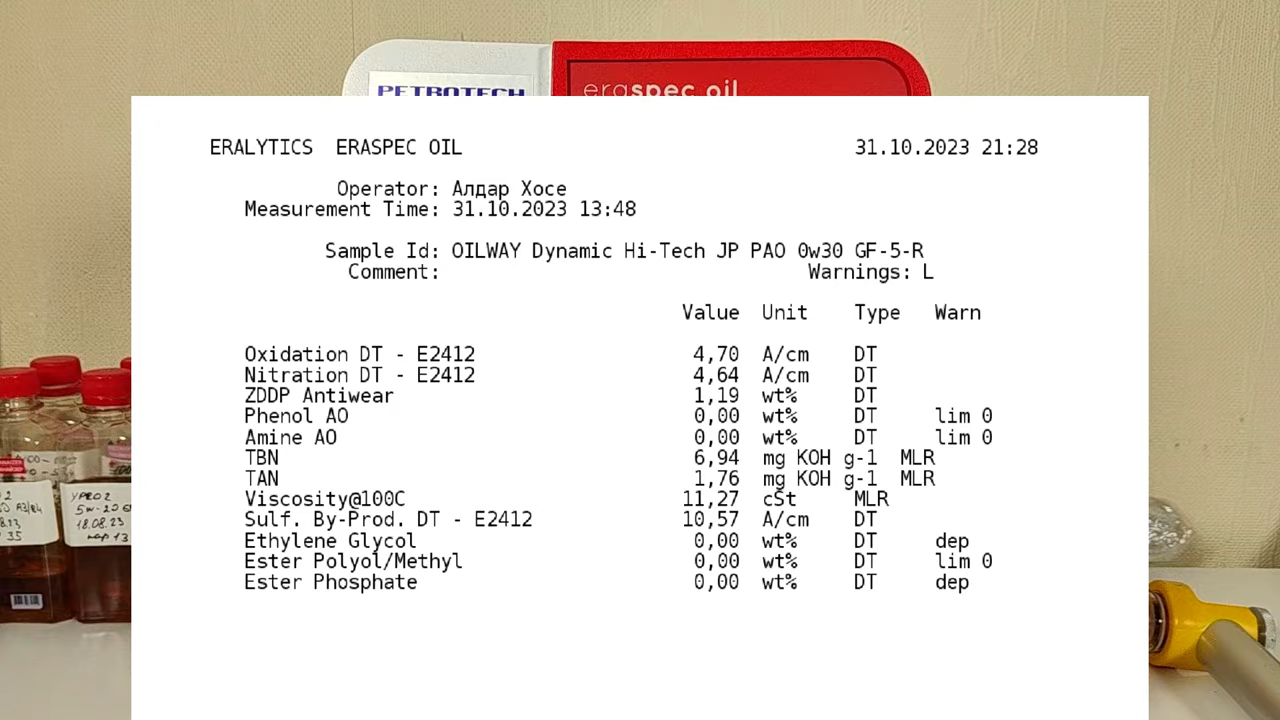 PETROTECH
eraspec oil
ERALYTICS ERASPEC OIL 31.10.2023 21:28
Operator: Алдар Хосе
Measurement Time: 31.10.2023 13:48
Sample Id: OILWAY Dynamic Hi-Tech JP PAO 0w30 GF-5-R
Comment: Warnings: L
Value Unit Type Warn
Oxidation DT - E2412 4,70 A/cm DT
Nitration DT - E2412 4,64 A/cm DT
ZDDP Antiwear 1,19 wt% DT
Phenol AO 0,00 wt% DT lim 0
Amine AO 0,00 wt% DT lim 0
TBN 6,94 mg KOH g-1 MLR
TAN 1,76 mg KOH g-1 MLR
Viscosity@100C 11,27 cSt MLR
Sulf. By-Prod. DT - E2412 10,57 A/cm DT
Ethylene Glycol 0,00 wt% DT dep
Ester Polyol/Methyl 0,00 wt% DT lim 0
Ester Phosphate 0,00 wt% DT dep
5w-20
18.08.23